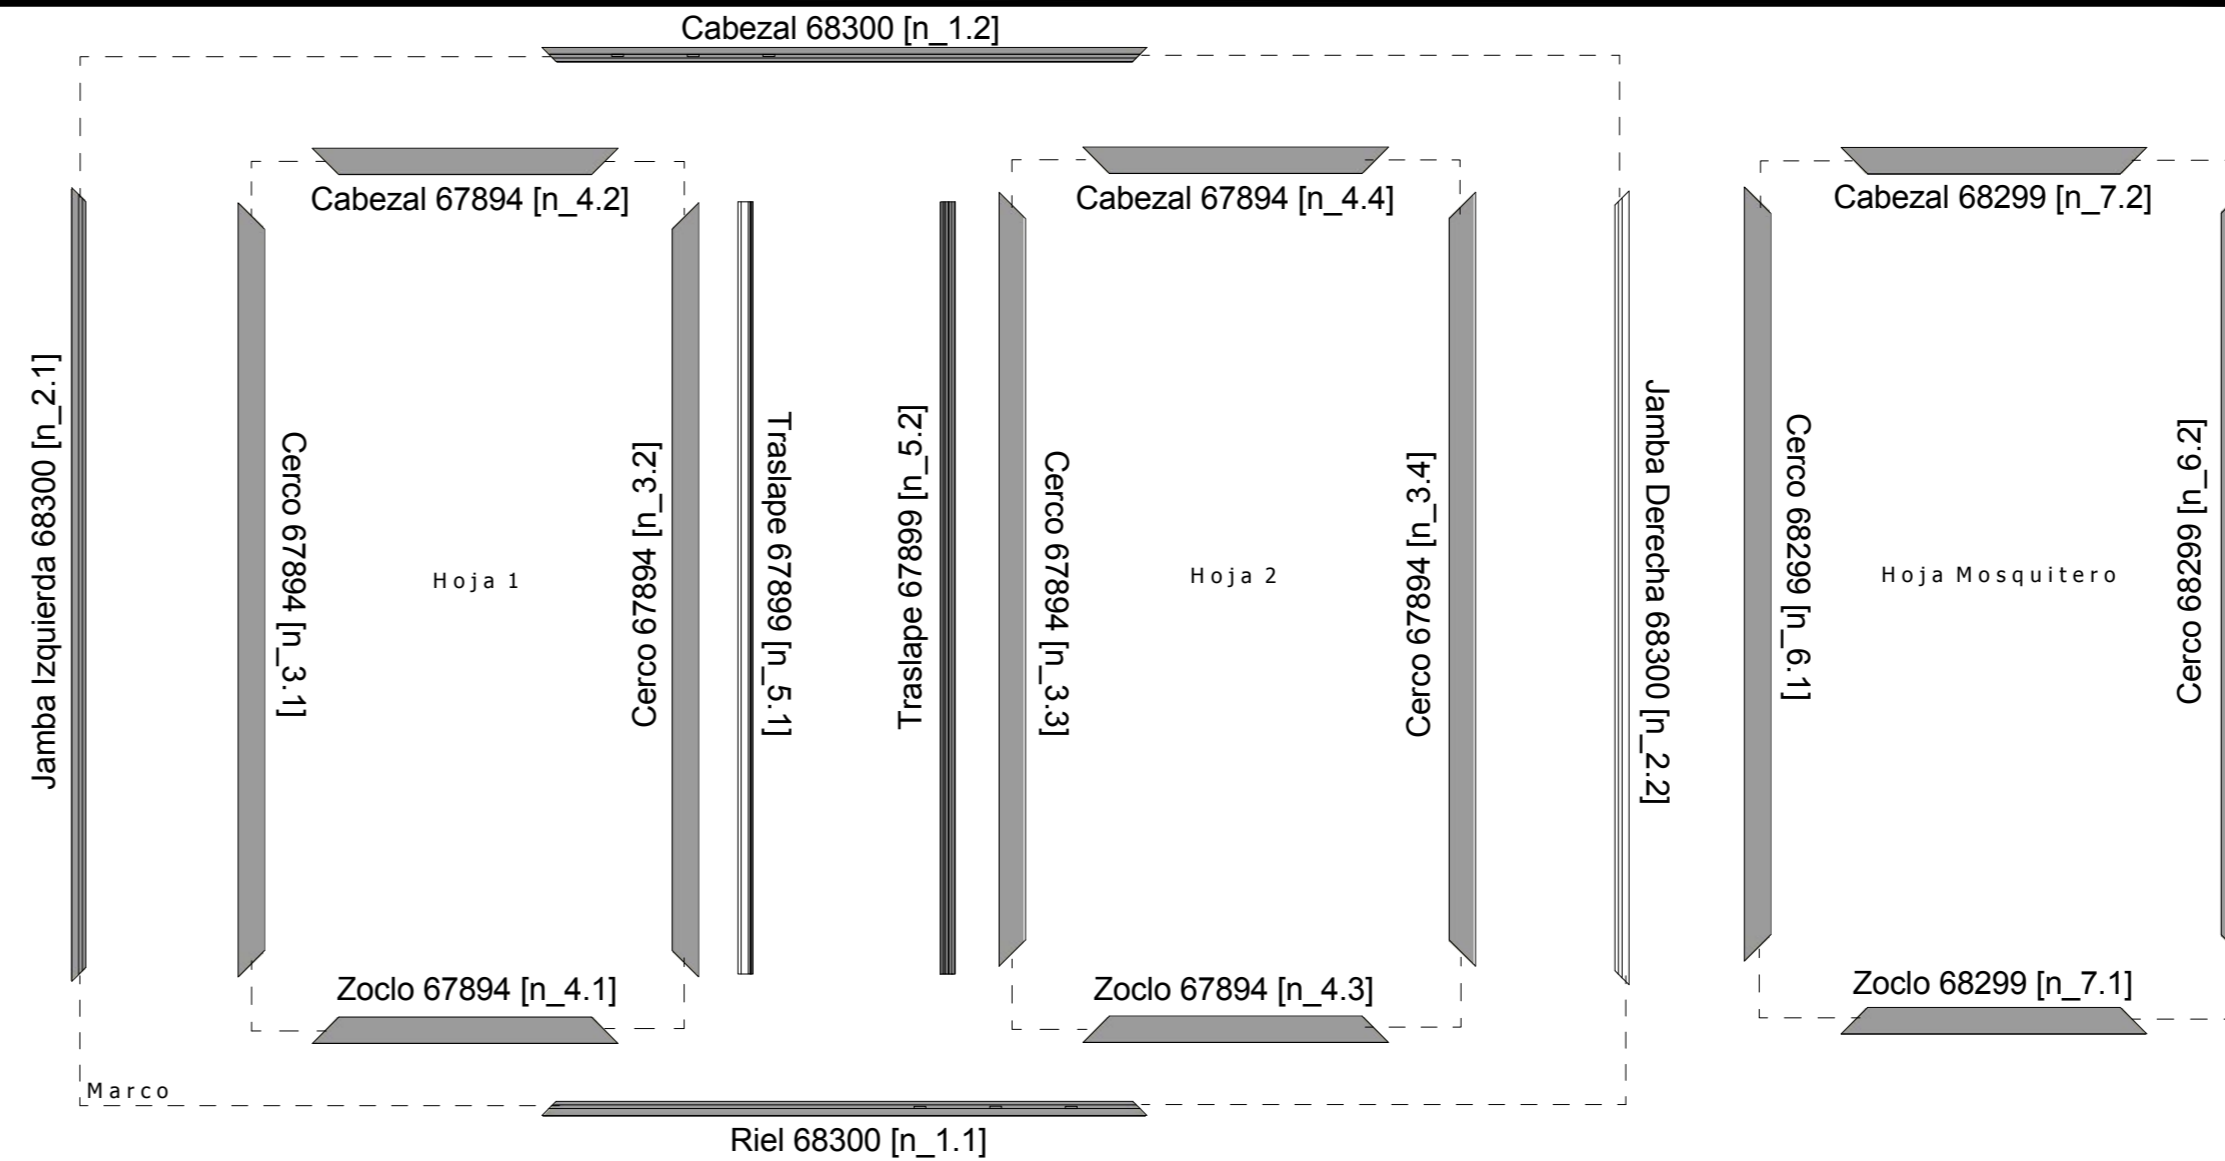 Cabezal 68300 [n_1.2]
Cabezal 67894 [n_4.2]
Cabezal 67894 [n_4.4]
Cabezal 68299 [n_7.2]
Jamba Izquierda 68300 [n_2.1]
Cerco 67894 [n_3.1]
Hoja 1
Cerco 67894 [n_3.2]
Traslape 67899 [n_5.1]
Traslape 67899 [n_5.2]
Cerco 67894 [n_3.3]
Hoja 2
Cerco 67894 [n_3.4]
Jamba Derecha 68300 [n_2.2]
Cerco 68299 [n_6.1]
Hoja Mosquitero
Cerco 68299 [n_6.2]
Zoclo 67894 [n_4.1]
Zoclo 67894 [n_4.3]
Zoclo 68299 [n_7.1]
Marco
Riel 68300 [n_1.1]